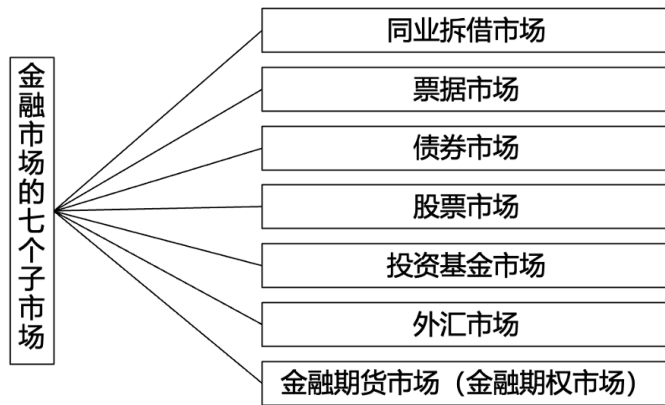 金融市场的七个子市场
同业拆借市场
票据市场
债券市场
股票市场
投资基金市场
外汇市场
金融期货市场（金融期权市场）